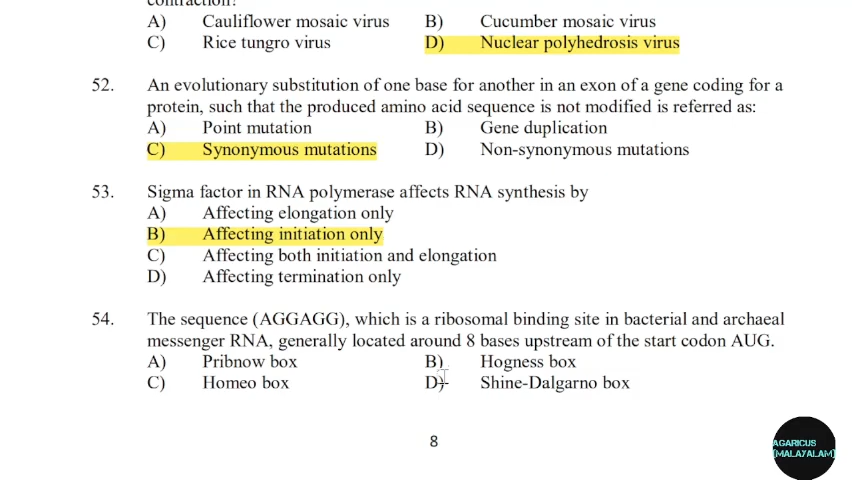 contraction?
A) Cauliflower mosaic virus B) Cucumber mosaic virus
C) Rice tungro virus D) Nuclear polyhedrosis virus
52. An evolutionary substitution of one base for another in an exon of a gene coding for a
protein, such that the produced amino acid sequence is not modified is referred as:
A) Point mutation B) Gene duplication
C) Synonymous mutations D) Non-synonymous mutations
53. Sigma factor in RNA polymerase affects RNA synthesis by
A) Affecting elongation only
B) Affecting initiation only
C) Affecting both initiation and elongation
D) Affecting termination only
54. The sequence (AGGAGG), which is a ribosomal binding site in bacterial and archaeal
messenger RNA, generally located around 8 bases upstream of the start codon AUG.
A) Pribnow box B) Hogness box
C) Homeo box D) Shine-Dalgarno box
8
AGARICUS
(MALAYALAM)